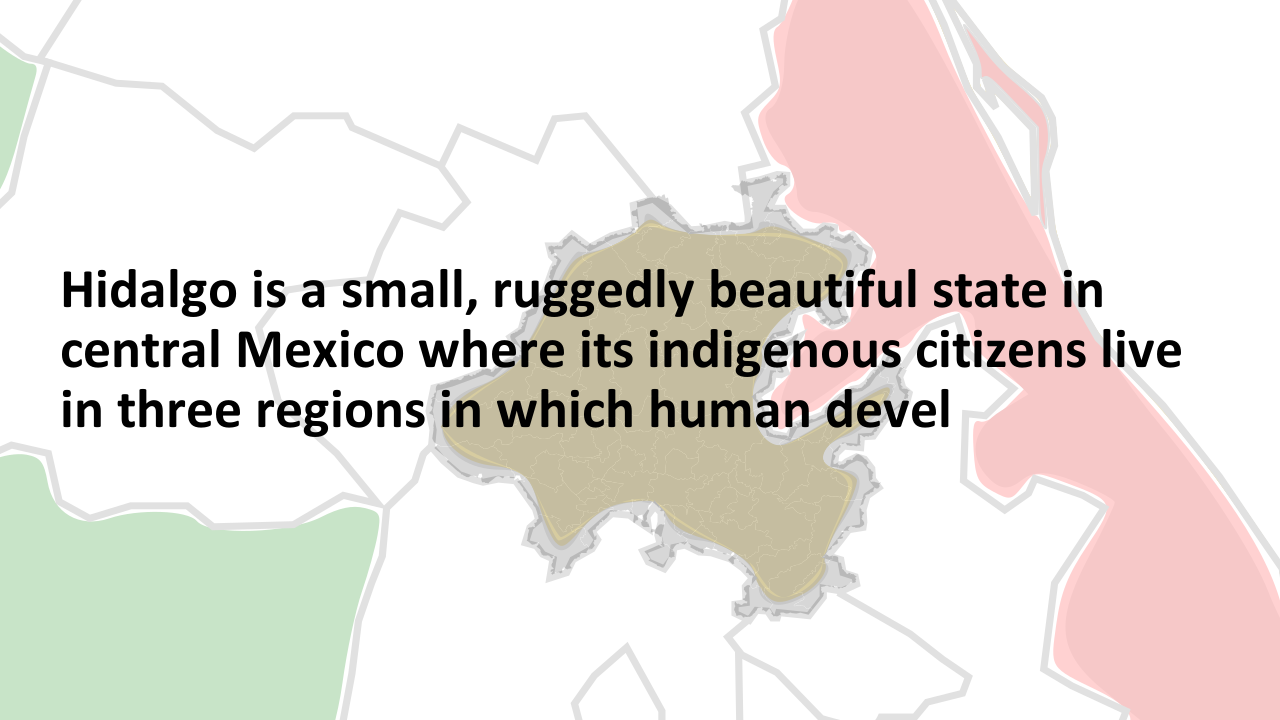 Hidalgo is a small, ruggedly beautiful state in
central Mexico where its indigenous citizens live
in three regions in which human devel